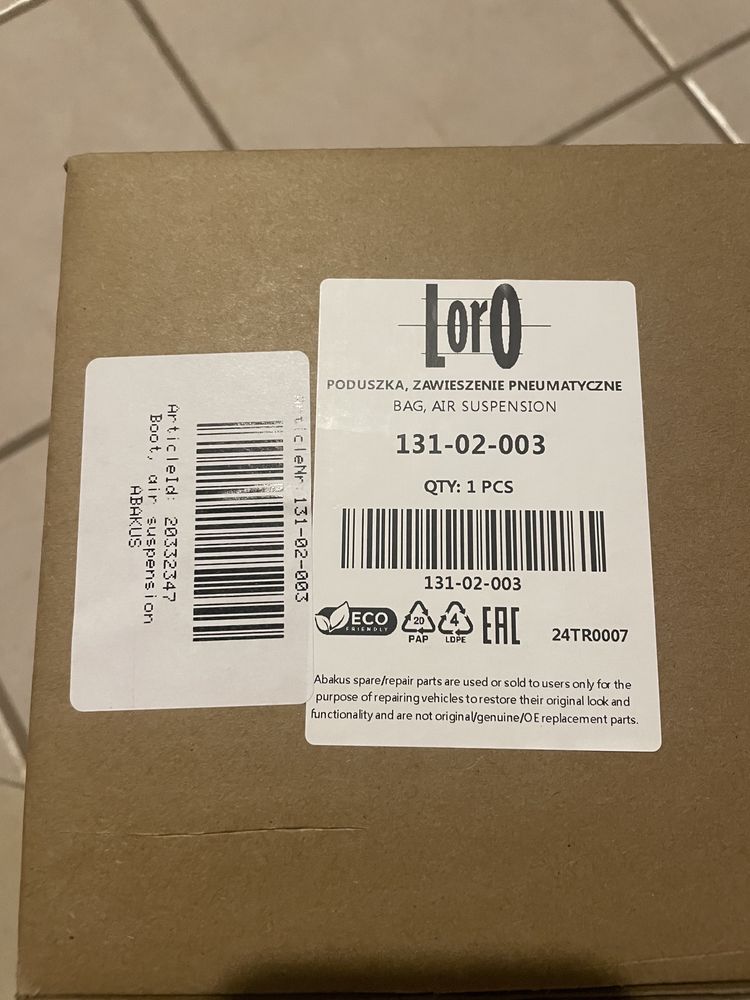 LorO
PODUSZKA, ZAWIESZENIE PNEUMATYCZNE
BAG, AIR SUSPENSION
131-02-003
QTY: 1 PCS
131-02-003
ECO
FRIENDLY
20
PAP
4
LDPE
EAC
24TR0007
Abakus spare/repair parts are used or sold to users only for the
purpose of repairing vehicles to restore their original look and
functionality and are not original/genuine/OE replacement parts.
ArticleNr: 131-02-003
ArticleId: 20332347
Boot, air suspension
ABAKUS